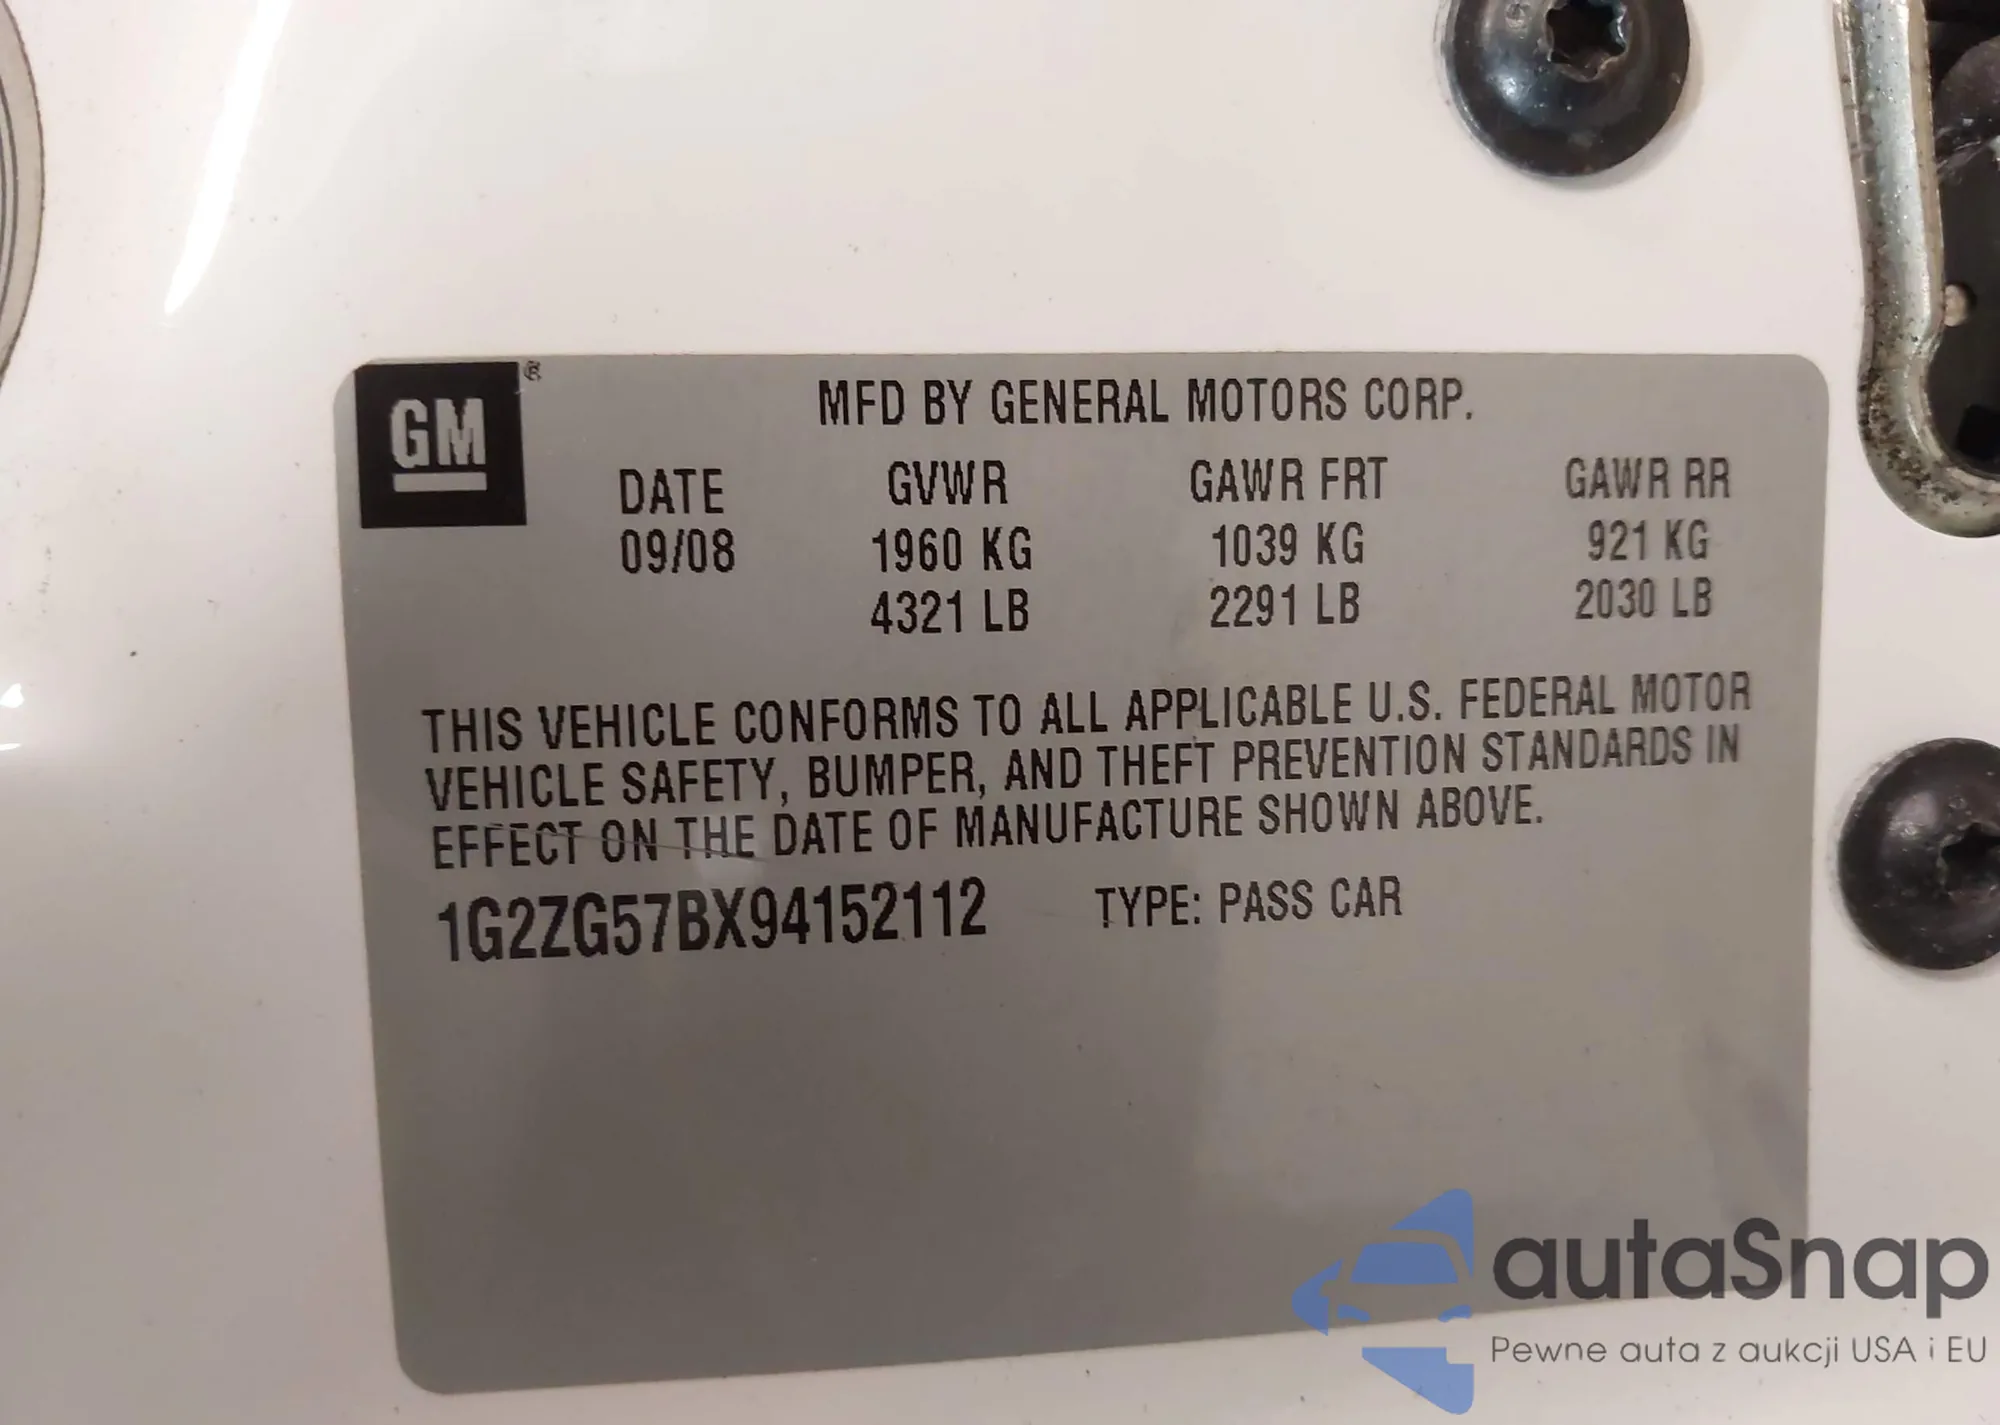 GM ®
MFD BY GENERAL MOTORS CORP.
DATE GVWR GAWR FRT GAWR RR
09/08 1960 KG 1039 KG 921 KG
4321 LB 2291 LB 2030 LB
THIS VEHICLE CONFORMS TO ALL APPLICABLE U.S. FEDERAL MOTOR
VEHICLE SAFETY, BUMPER, AND THEFT PREVENTION STANDARDS IN
EFFECT ON THE DATE OF MANUFACTURE SHOWN ABOVE.
1G2ZG57BX94152112 TYPE: PASS CAR
autaSnap
Pewne auta z aukcji USA i EU